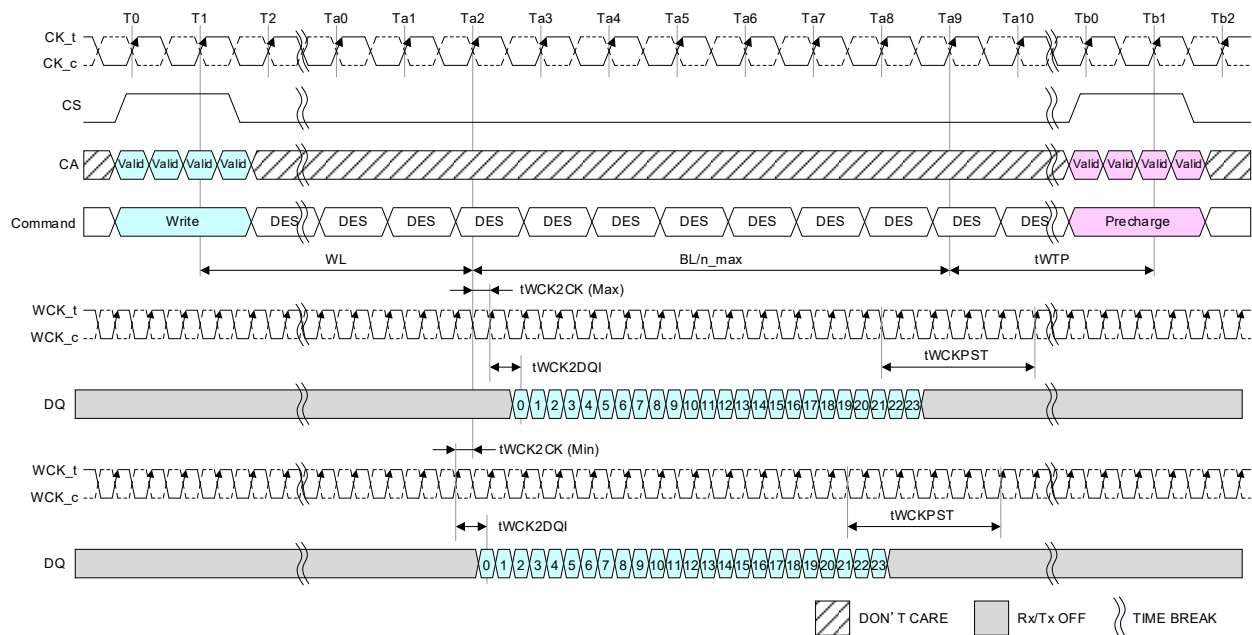 T0 T1 T2 Ta0 Ta1 Ta2 Ta3 Ta4 Ta5 Ta6 Ta7 Ta8 Ta9 Ta10 Tb0 Tb1 Tb2
CK_t
CK_c
CS
CA Valid Valid Valid Valid Valid Valid Valid Valid
Command Write DES DES DES DES DES DES DES DES DES DES DES DES Precharge
WL BL/n_max tWTP
tWCK2CK (Max)
WCK_t
WCK_c
tWCK2DQI tWCKPST
DQ 0 1 2 3 4 5 6 7 8 9 10 11 12 13 14 15 16 17 18 19 20 21 22 23
tWCK2CK (Min)
WCK_t
WCK_c
tWCK2DQI tWCKPST
DQ 0 1 2 3 4 5 6 7 8 9 10 11 12 13 14 15 16 17 18 19 20 21 22 23
DON'T CARE Rx/Tx OFF TIME BREAK